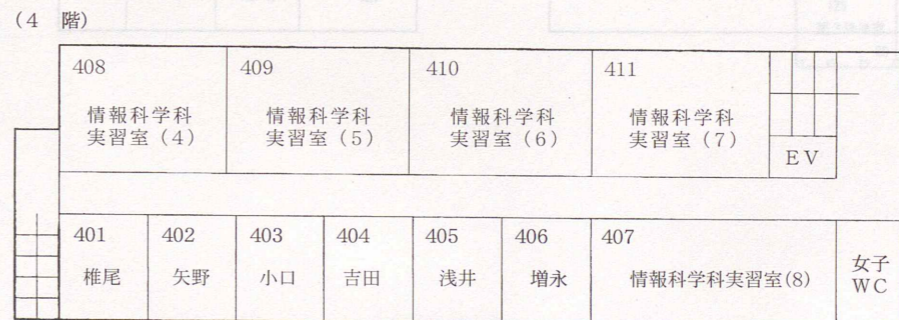 (4 階)
408
409
410
411
情報科学科
実習室(4)
情報科学科
実習室(5)
情報科学科
実習室(6)
情報科学科
実習室(7)
EV
401
402
403
404
405
406
407
椎尾
矢野
小口
吉田
浅井
増永
情報科学科実習室(8)
女子
WC